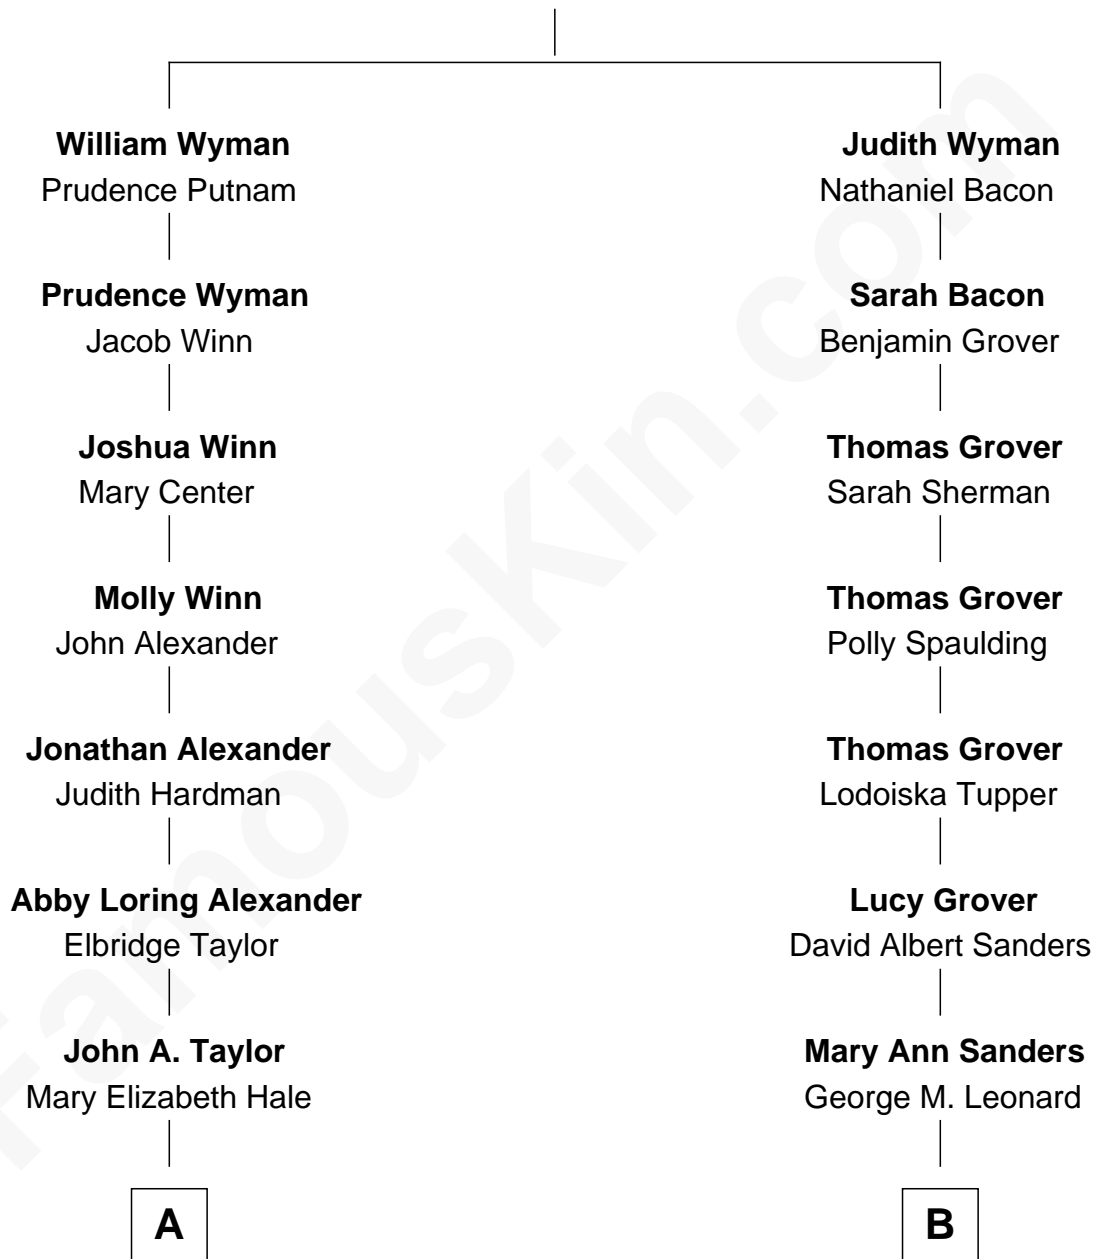 William Wyman
Prudence Putnam
Prudence Wyman
Jacob Winn
Joshua Winn
Mary Center
Molly Winn
John Alexander
Jonathan Alexander
Judith Hardman
Abby Loring Alexander
Elbridge Taylor
John A. Taylor
Mary Elizabeth Hale
A
Judith Wyman
Nathaniel Bacon
Sarah Bacon
Benjamin Grover
Thomas Grover
Sarah Sherman
Thomas Grover
Polly Spaulding
Thomas Grover
Lodoiska Tupper
Lucy Grover
David Albert Sanders
Mary Ann Sanders
George M. Leonard
B
FamousKin.com